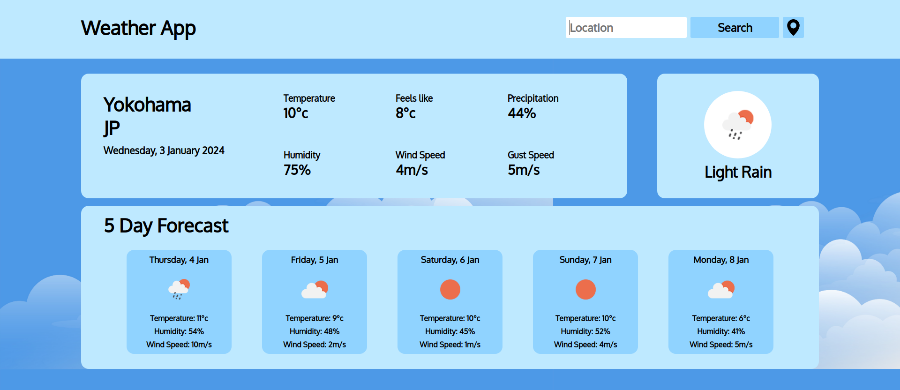 Weather App
Location
Search
Yokohama
JP
Wednesday, 3 January 2024
Temperature
10°c
Feels like
8°c
Precipitation
44%
Humidity
75%
Wind Speed
4m/s
Gust Speed
5m/s
Light Rain
5 Day Forecast
Thursday, 4 Jan
Temperature: 11°c
Humidity: 54%
Wind Speed: 10m/s
Friday, 5 Jan
Temperature: 9°c
Humidity: 48%
Wind Speed: 2m/s
Saturday, 6 Jan
Temperature: 10°c
Humidity: 45%
Wind Speed: 1m/s
Sunday, 7 Jan
Temperature: 10°c
Humidity: 52%
Wind Speed: 4m/s
Monday, 8 Jan
Temperature: 6°c
Humidity: 41%
Wind Speed: 5m/s